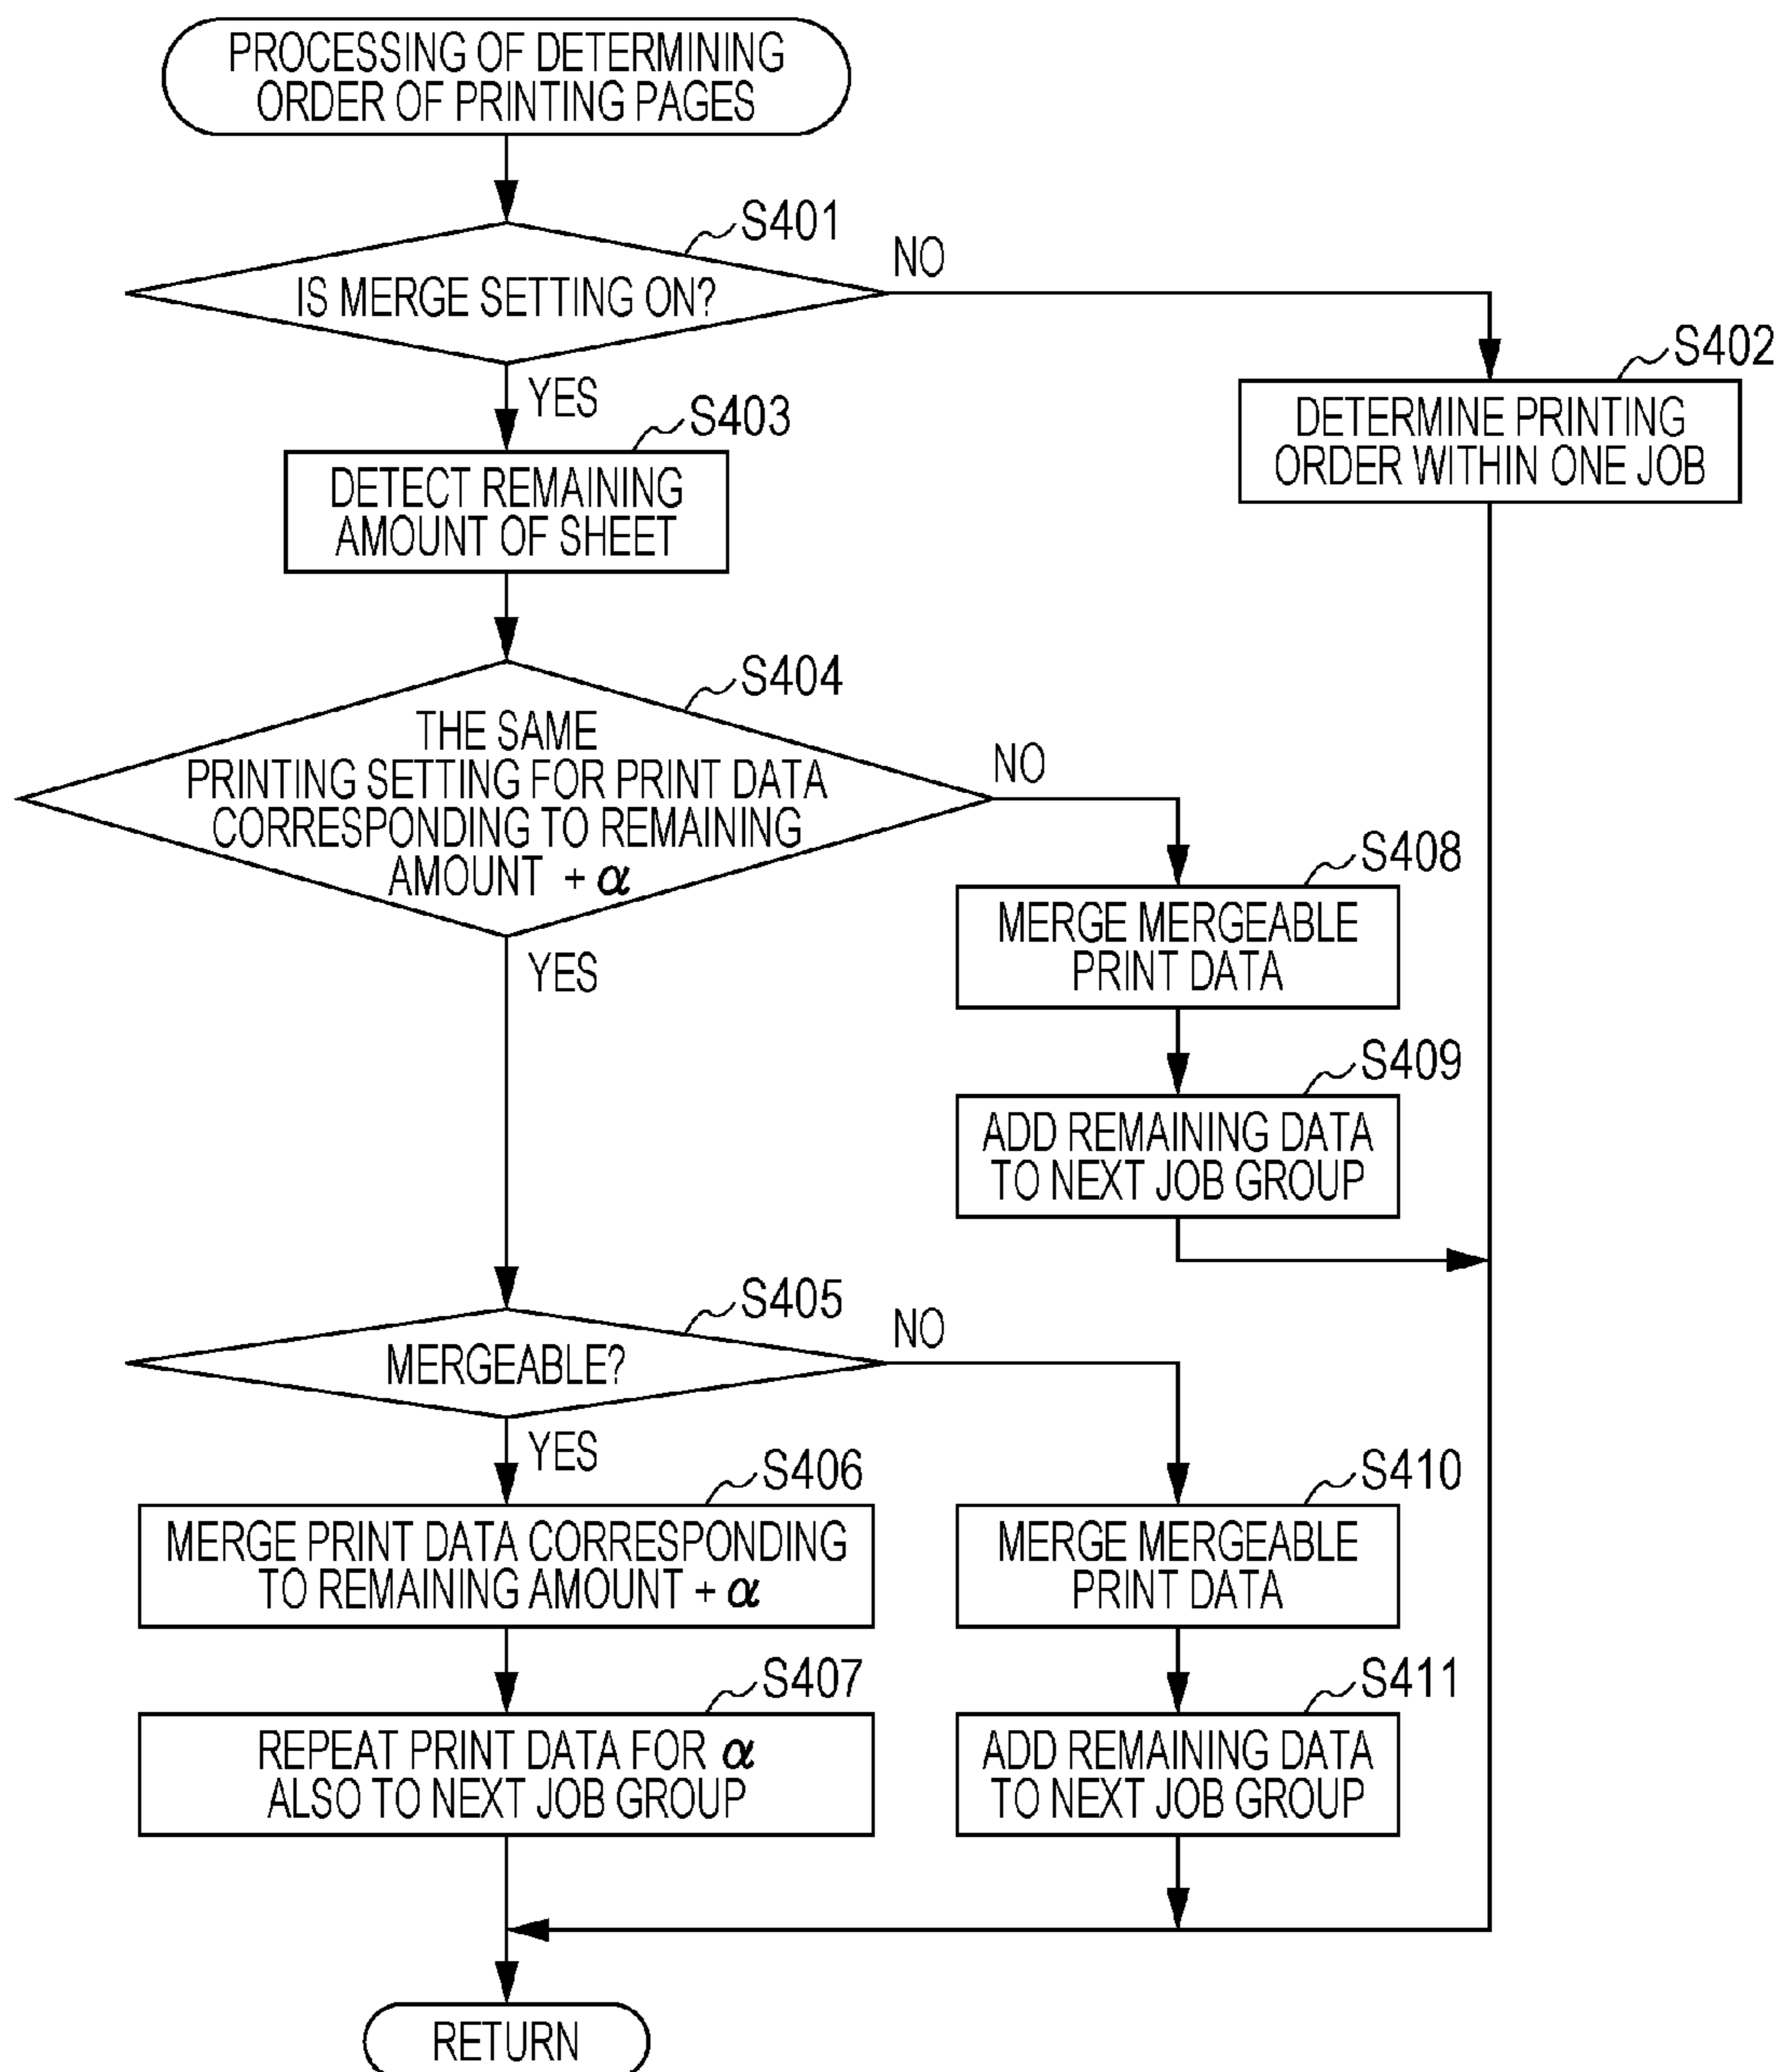 PROCESSING OF DETERMINING
ORDER OF PRINTING PAGES
S401
IS MERGE SETTING ON?
NO
YES
S402
DETERMINE PRINTING
ORDER WITHIN ONE JOB
S403
DETECT REMAINING
AMOUNT OF SHEET
S404
THE SAME
PRINTING SETTING FOR PRINT DATA
CORRESPONDING TO REMAINING
AMOUNT + α
NO
YES
S408
MERGE MERGEABLE
PRINT DATA
S409
ADD REMAINING DATA
TO NEXT JOB GROUP
S405
MERGEABLE?
NO
YES
S406
MERGE PRINT DATA CORRESPONDING
TO REMAINING AMOUNT + α
S410
MERGE MERGEABLE
PRINT DATA
S407
REPEAT PRINT DATA FOR α
ALSO TO NEXT JOB GROUP
S411
ADD REMAINING DATA
TO NEXT JOB GROUP
RETURN